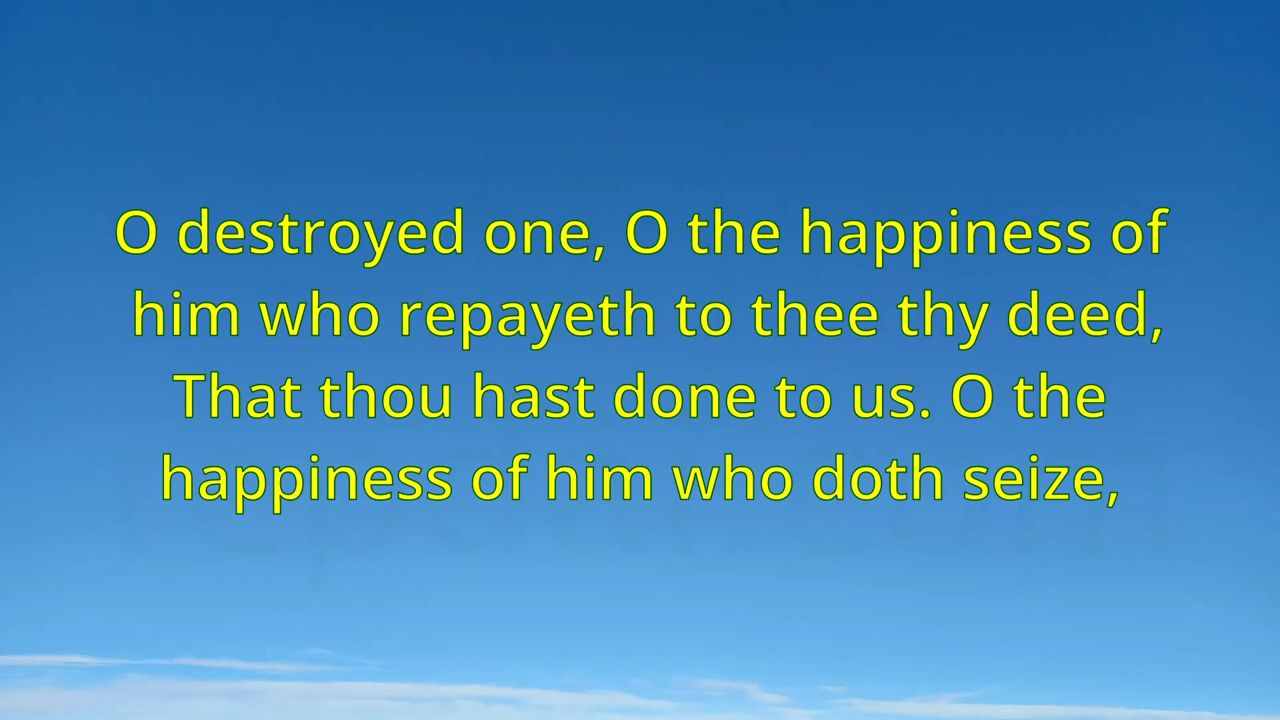 O destroyed one, O the happiness of
him who repayeth to thee thy deed,
That thou hast done to us. O the
happiness of him who doth seize,